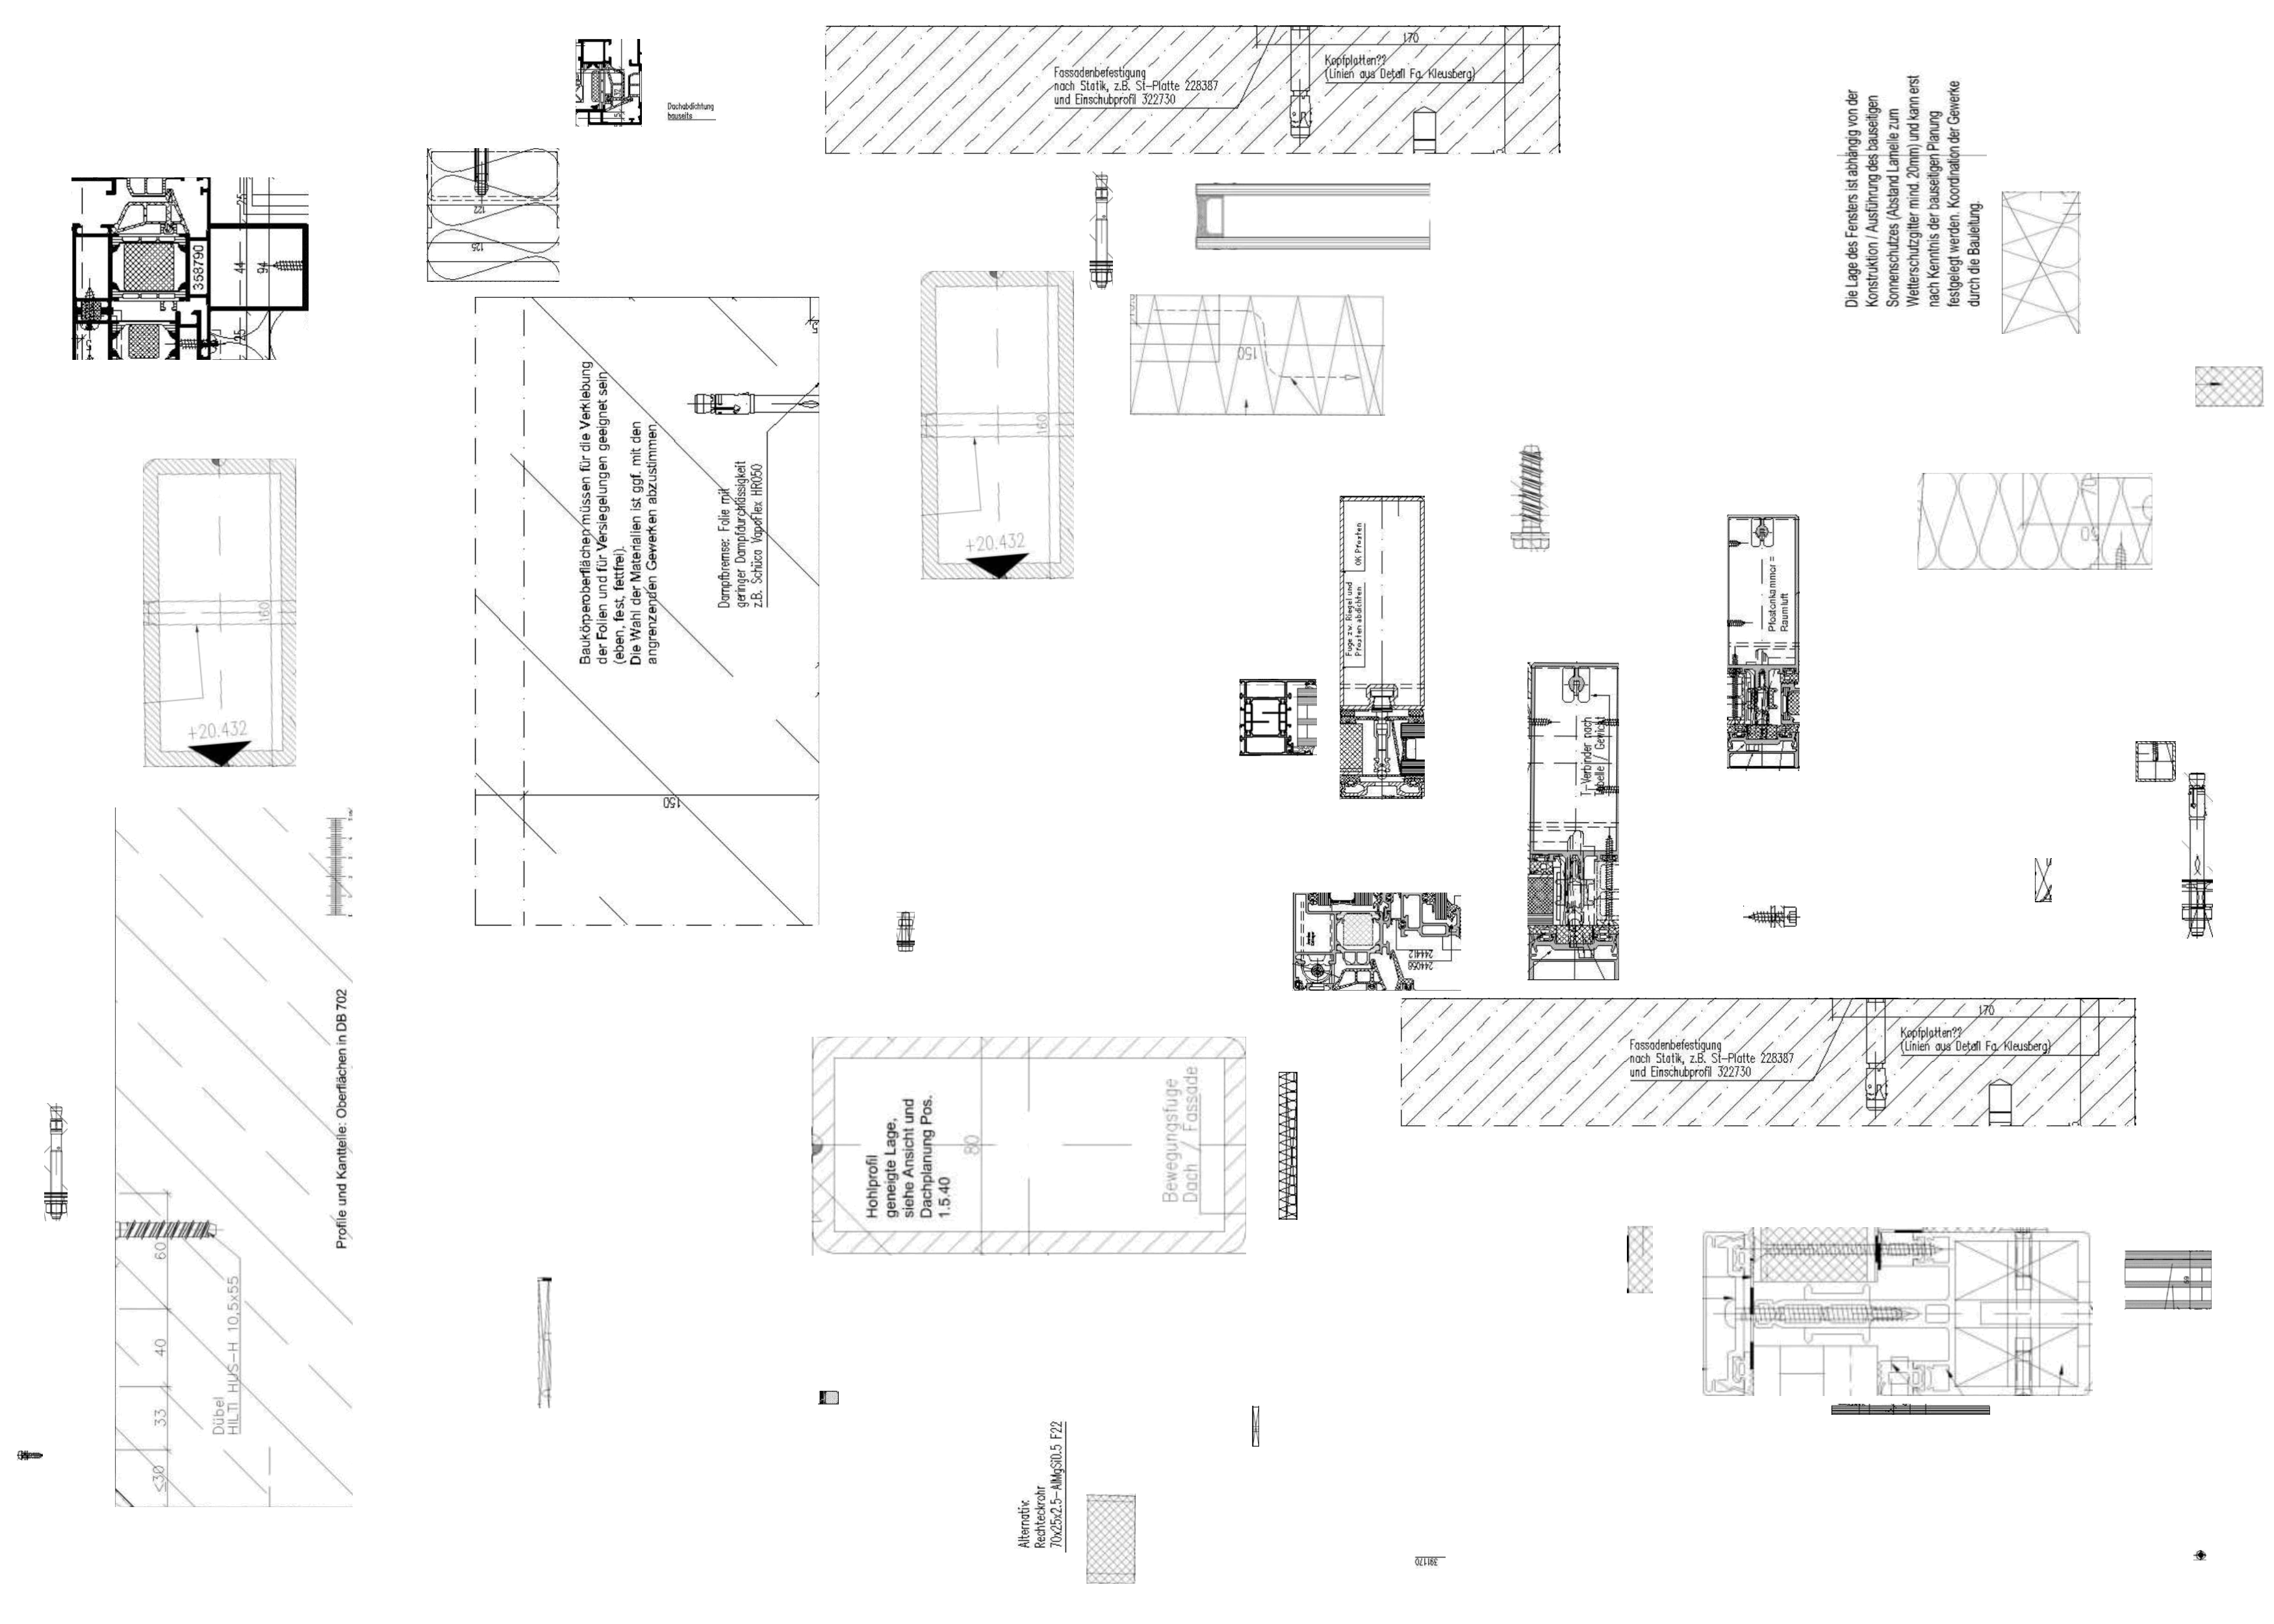 Dachabdichtung
bauseits
Fassadenbefestigung
nach Statik, z.B. St-Platte 228387
und Einschubprofil 322730
170
Kopfplatten??
(Linien aus Detail Fa. Kleusberg)
Die Lage des Fensters ist abhängig von der
Konstruktion / Ausführung des bauseitigen
Sonnenschutzes (Abstand Lamelle zum
Wetterschutzgitter mind. 20mm) und kann erst
nach Kenntnis der bauseitigen Planung
festgelegt werden. Koordination der Gewerke
durch die Bauleitung.
122
125
25
358790
44
94
25
Baukörperoberflächen müssen für die Verklebung
der Folien und für Versiegelungen geeignet sein
(eben, fest, fettfrei).
Die Wahl der Materialien ist ggf. mit den
angrenzenden Gewerken abzustimmen
Dampfbremse: Folie mit
geringer Dampfdurchlässigkeit
z.B. Schüco VapoFlex HR050
150
160
+20.432
150
160
+20.432
70
50
OK Pfosten
Fuge zw. Riegel und
Pfosten abdichten
Pfostenkammer =
Raumluft
T-Verbinder nach
Tabelle / Gewicht
244412
244058
Profile und Kantteile: Oberflächen in DB 702
60
40
33
≤30
Dübel
HILTI HUS-H 10,5x55
Hohlprofil
geneigte Lage,
siehe Ansicht und
Dachplanung Pos.
1.5.40
80
Bewegungsfuge
Dach / Fassade
Fassadenbefestigung
nach Statik, z.B. St-Platte 228387
und Einschubprofil 322730
170
Kopfplatten??
(Linien aus Detail Fa. Kleusberg)
Alternativ:
Rechteckrohr
70x25x2.5-AlMgSi0.5 F22
391170